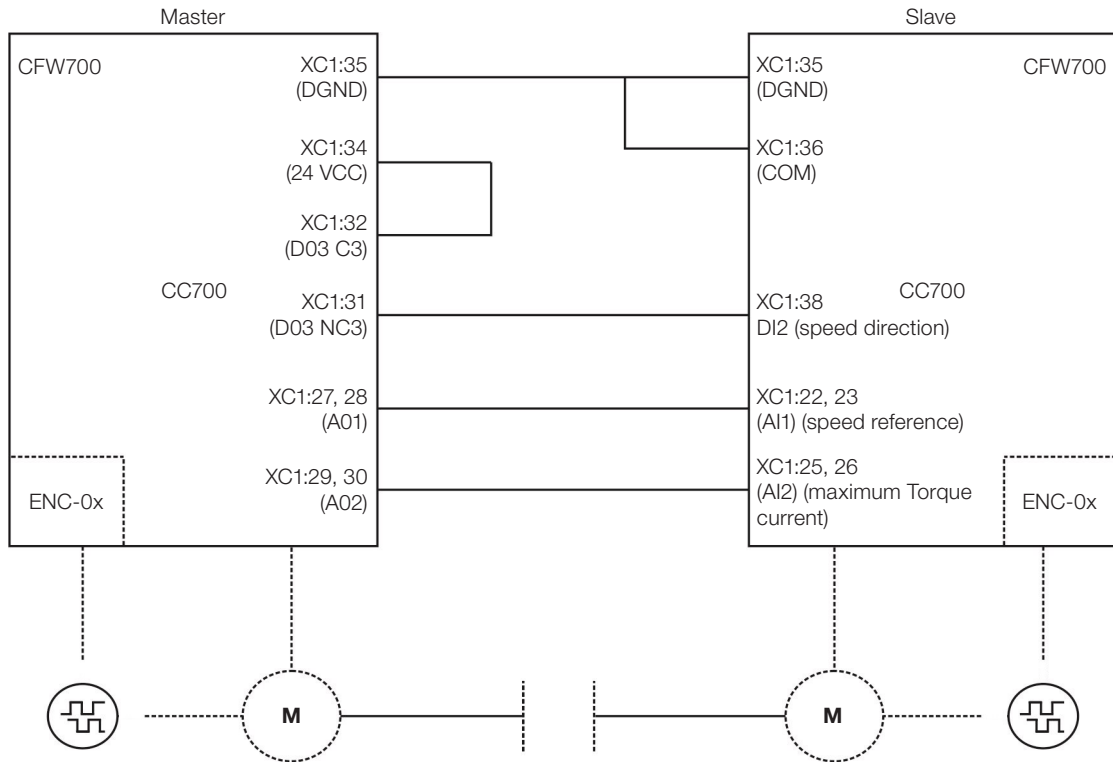 Master
CFW700
XC1:35
(DGND)
XC1:34
(24 VCC)
XC1:32
(D03 C3)
CC700
XC1:31
(D03 NC3)
XC1:27, 28
(A01)
XC1:29, 30
(A02)
ENC-0x
M
Slave
XC1:35
(DGND)
CFW700
XC1:36
(COM)
CC700
XC1:38
DI2 (speed direction)
XC1:22, 23
(AI1) (speed reference)
XC1:25, 26
(AI2) (maximum Torque
current)
ENC-0x
M